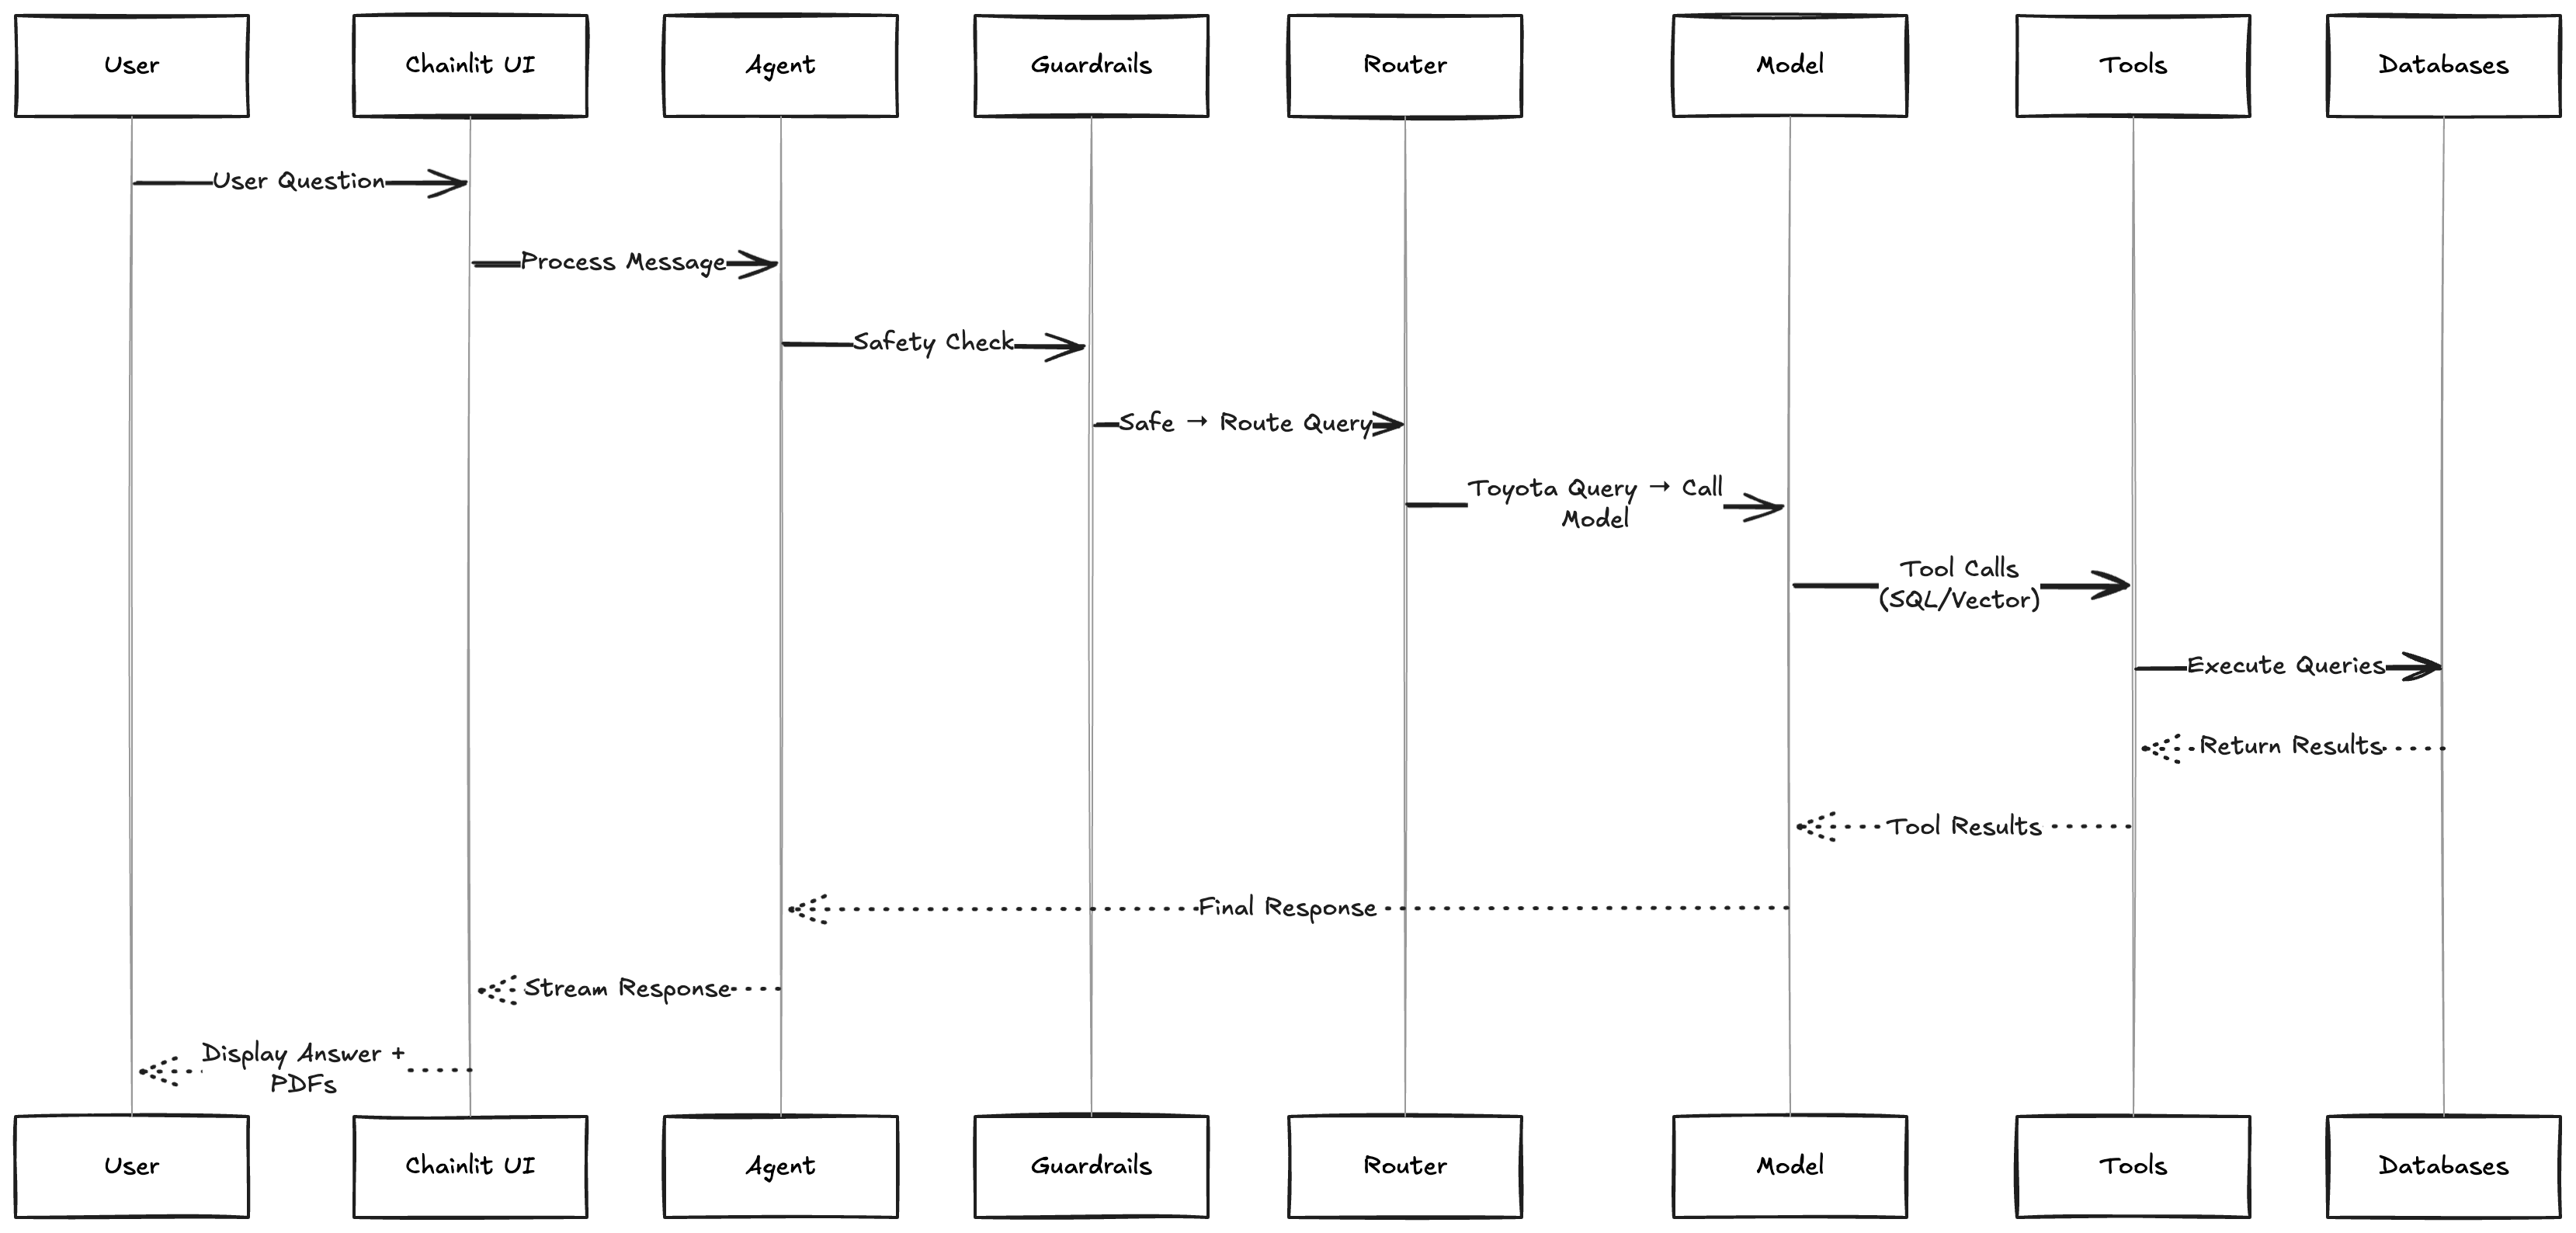 User
Chainlit UI
Agent
Guardrails
Router
Model
Tools
Databases
User Question
Process Message
Safety Check
Safe → Route Query
Toyota Query → Call
Model
Tool Calls
(SQL/Vector)
Execute Queries
Return Results
Tool Results
Final Response
Stream Response
Display Answer +
PDFs
User
Chainlit UI
Agent
Guardrails
Router
Model
Tools
Databases